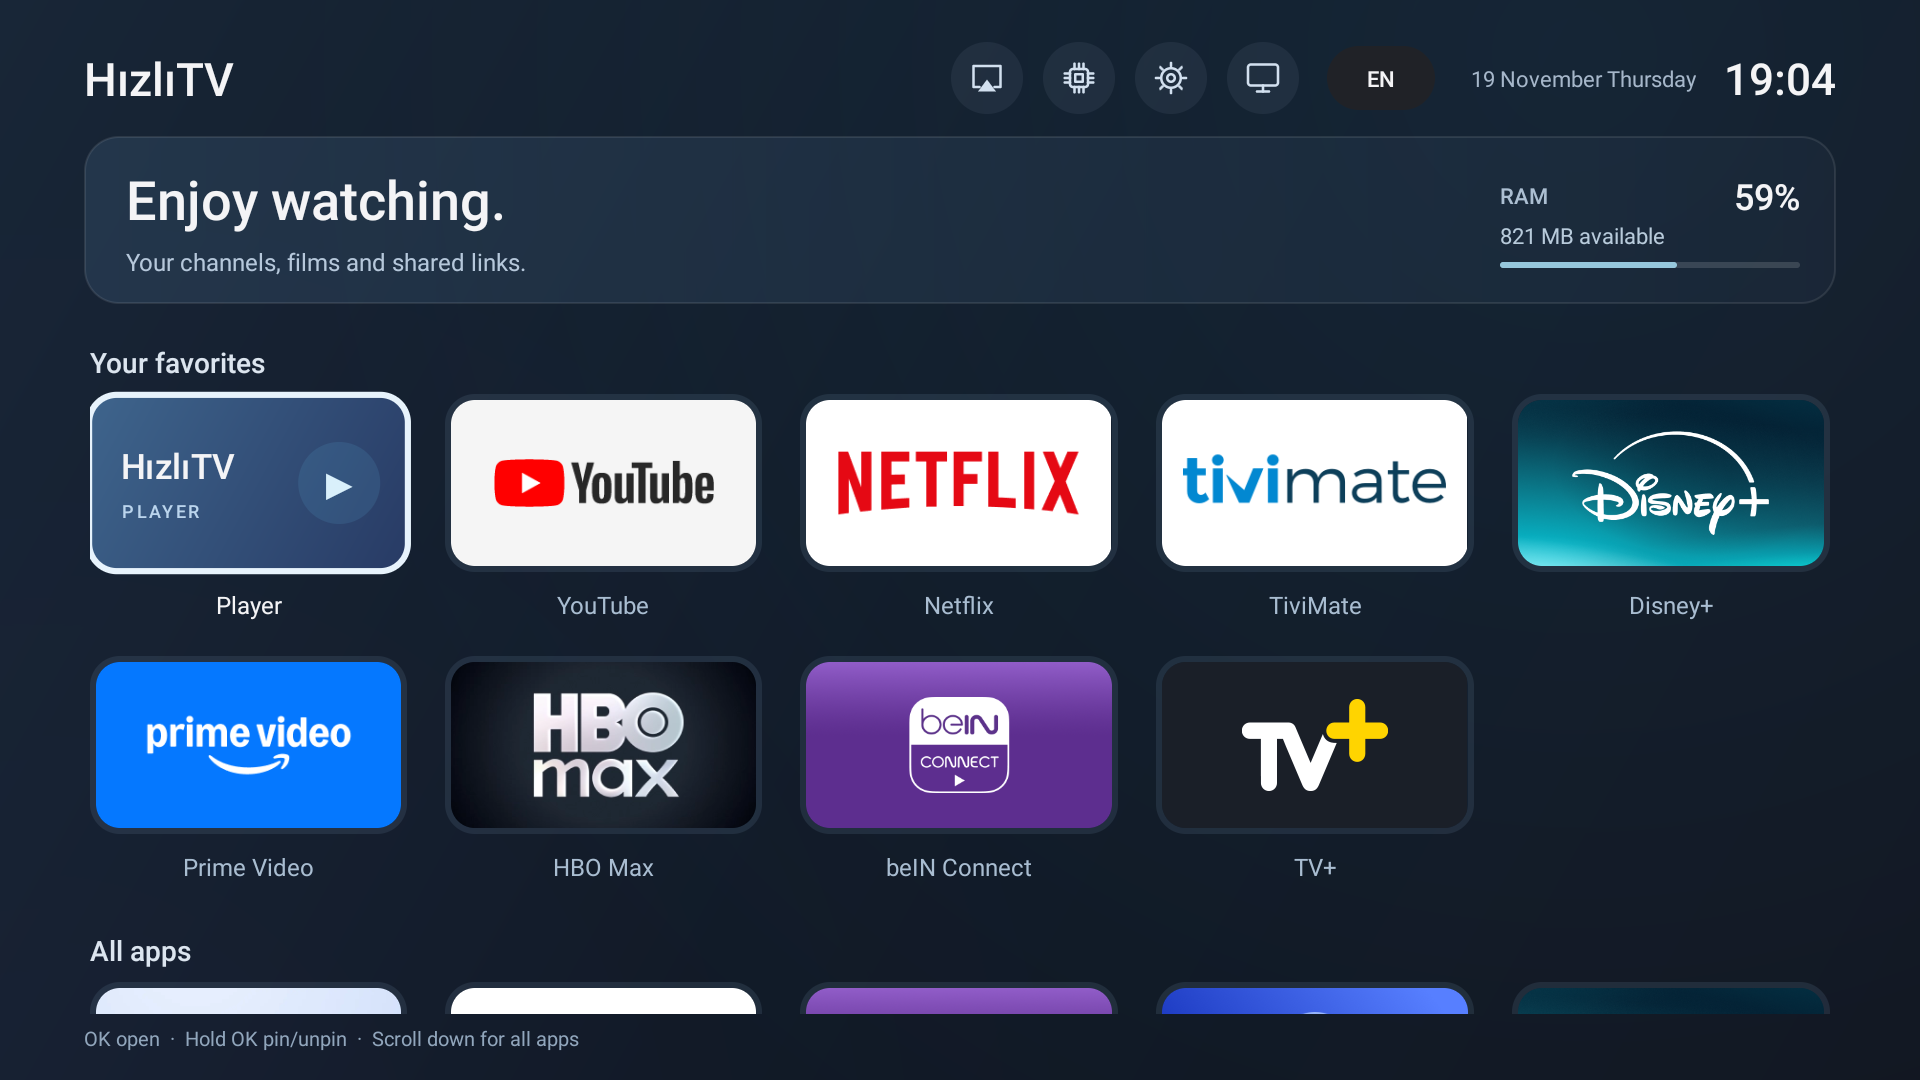 HızlıTV
EN
19 November Thursday
19:04
Enjoy watching.
Your channels, films and shared links.
RAM
59%
821 MB available
Your favorites
HızlıTV
PLAYER
YouTube
NETFLIX
tivimate
Disney+
Player
YouTube
Netflix
TiviMate
Disney+
prime video
HBO
max
beIN
CONNECT
TV+
Prime Video
HBO Max
beIN Connect
TV+
All apps
OK open · Hold OK pin/unpin · Scroll down for all apps